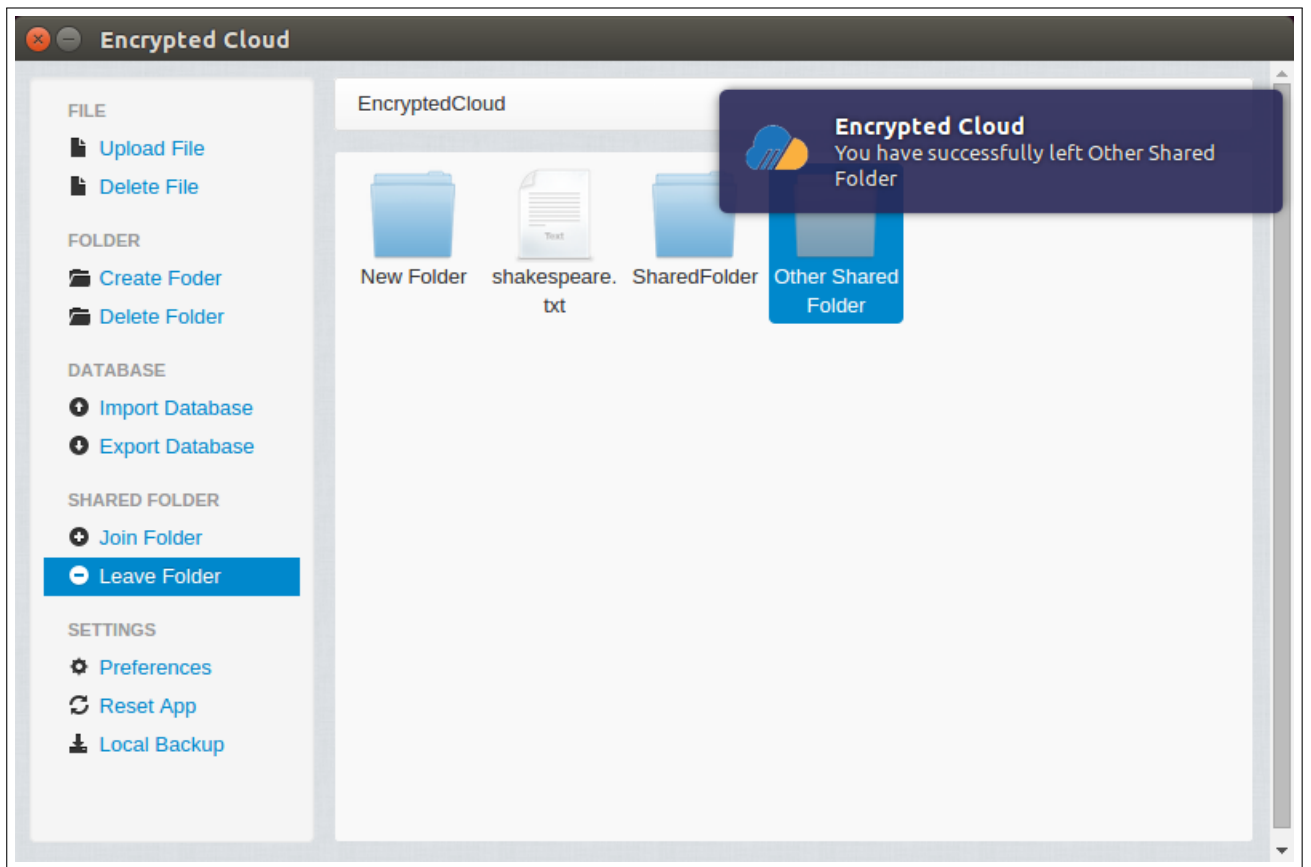 Encrypted Cloud
FILE
Upload File
Delete File
FOLDER
Create Foder
Delete Folder
DATABASE
Import Database
Export Database
SHARED FOLDER
Join Folder
Leave Folder
SETTINGS
Preferences
Reset App
Local Backup
EncryptedCloud
Encrypted Cloud
You have successfully left Other Shared
Folder
Text
New Folder
shakespeare.
txt
SharedFolder
Other Shared
Folder